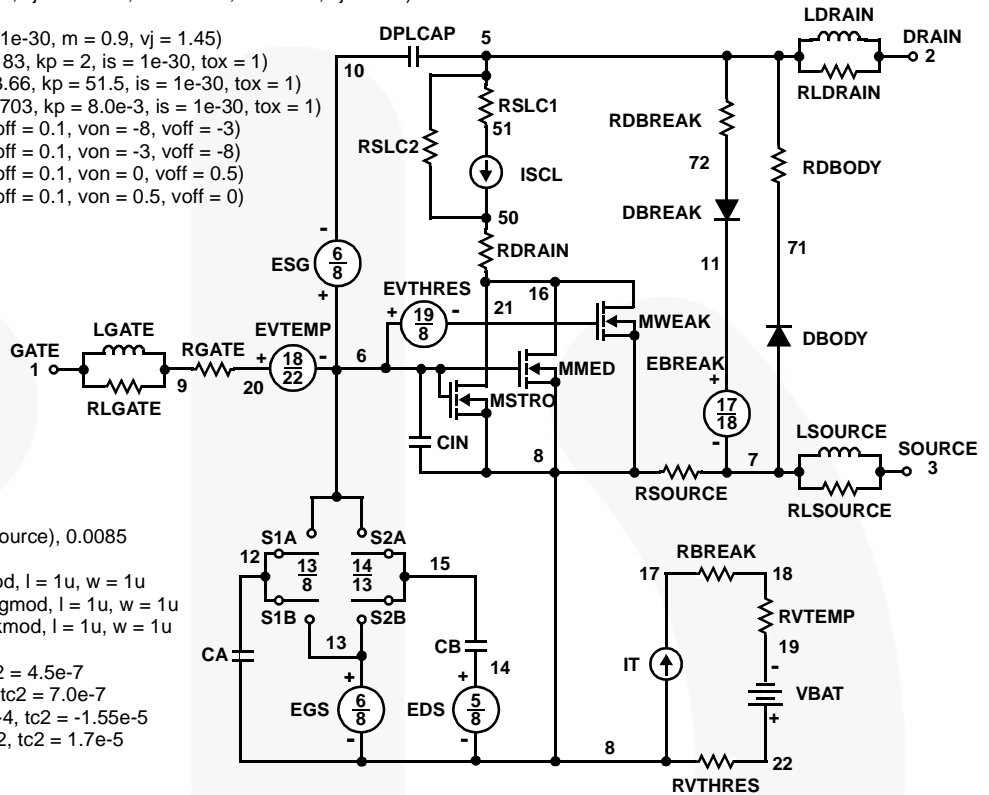 1e-30, m = 0.9, vj = 1.45)
83, kp = 2, is = 1e-30, tox = 1)
3.66, kp = 51.5, is = 1e-30, tox = 1)
703, kp = 8.0e-3, is = 1e-30, tox = 1)
voff = 0.1, von = -8, voff = -3)
voff = 0.1, von = -3, voff = -8)
voff = 0.1, von = 0, voff = 0.5)
voff = 0.1, von = 0.5, voff = 0)
LDRAIN
DPLCAP
5
DRAIN
2
10
RLDRAIN
RSLC1
51
RDBREAK
RSLC2
72
RDBODY
ISCL
DBREAK
50
RDRAIN
71
-
6
8
ESG
+
11
EVTHRES
16
+
19
8
-
21
MWEAK
LGATE
EVTEMP
GATE
1
RGATE
+
18
22
-
6
MMED
DBODY
EBREAK
+
9
20
RLGATE
MSTRO
17
18
-
LSOURCE
CIN
8
7
SOURCE
3
RSOURCE
RLSOURCE
ource), 0.0085
S1A
S2A
12
13
8
14
13
15
RBREAK
od, l = 1u, w = 1u
gmod, l = 1u, w = 1u
kmod, l = 1u, w = 1u
17
18
S1B
S2B
RVTEMP
13
CB
19
CA
14
IT
-
2 = 4.5e-7
tc2 = 7.0e-7
-4, tc2 = -1.55e-5
2, tc2 = 1.7e-5
+
+
VBAT
EGS
6
8
EDS
5
8
+
-
-
8
22
RVTHRES